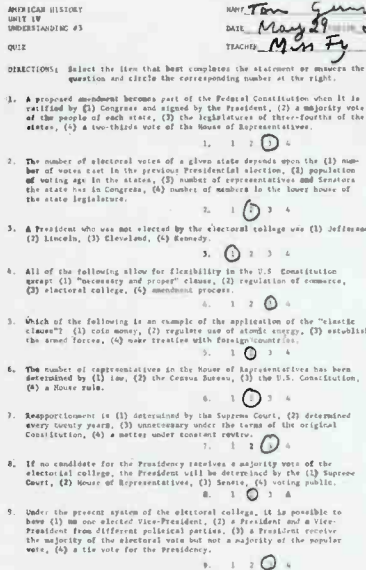 AMERICAN HISTORY NAME Tom
UNIT IV
UNDERSTANDING #3 DATE May 29
QUIZ TEACHER Miss Fy
DIRECTIONS: Select the item that best completes the statement or answers the
question and circle the corresponding number at the right.
1. A proposed amendment becomes part of the Federal Constitution when it is
ratified by (1) Congress and signed by the President, (2) a majority vote
of the people of each state, (3) the legislatures of three-fourths of the
states, (4) a two-thirds vote of the House of Representatives.
1. 1 2 3 4
2. The number of electoral votes of a given state depends upon the (1) num-
ber of votes cast in the previous Presidential election, (2) population
of voting age in the states, (3) number of representatives and Senators
the state has in Congress, (4) number of members in the lower house of
the state legislature.
2. 1 2 3 4
3. A President who was not elected by the electoral college was (1) Jefferson
(2) Lincoln, (3) Cleveland, (4) Kennedy.
3. 1 2 3 4
4. All of the following allow for flexibility in the U.S Constitution
except (1) "necessary and proper" clause, (2) regulation of commerce,
(3) electoral college, (4) amendment process.
4. 1 2 3 4
5. Which of the following is an example of the application of the "elastic
clause"? (1) coin money, (2) regulate use of atomic energy, (3) establish
the armed forces, (4) make treaties with foreign countries.
5. 1 2 3 4
6. The number of representatives in the House of Representatives has been
determined by (1) law, (2) the Census Bureau, (3) the U.S. Constitution,
(4) a House rule.
6. 1 2 3 4
7. Reapportionment is (1) determined by the Supreme Court, (2) determined
every twenty years, (3) unnecessary under the terms of the original
Constitution, (4) a matter under constant review.
7. 1 2 3 4
8. If no candidate for the Presidency receives a majority vote of the
electoral college, the President will be determined by the (1) Supreme
Court, (2) House of Representatives, (3) Senate, (4) voting public.
8. 1 2 3 4
9. Under the present system of the electoral college, it is possible to
have (1) no one elected Vice-President, (2) a President and a Vice-
President from different political parties, (3) a President receive
the majority of the electoral vote but not a majority of the popular
vote, (4) a tie vote for the Presidency.
9. 1 2 3 4